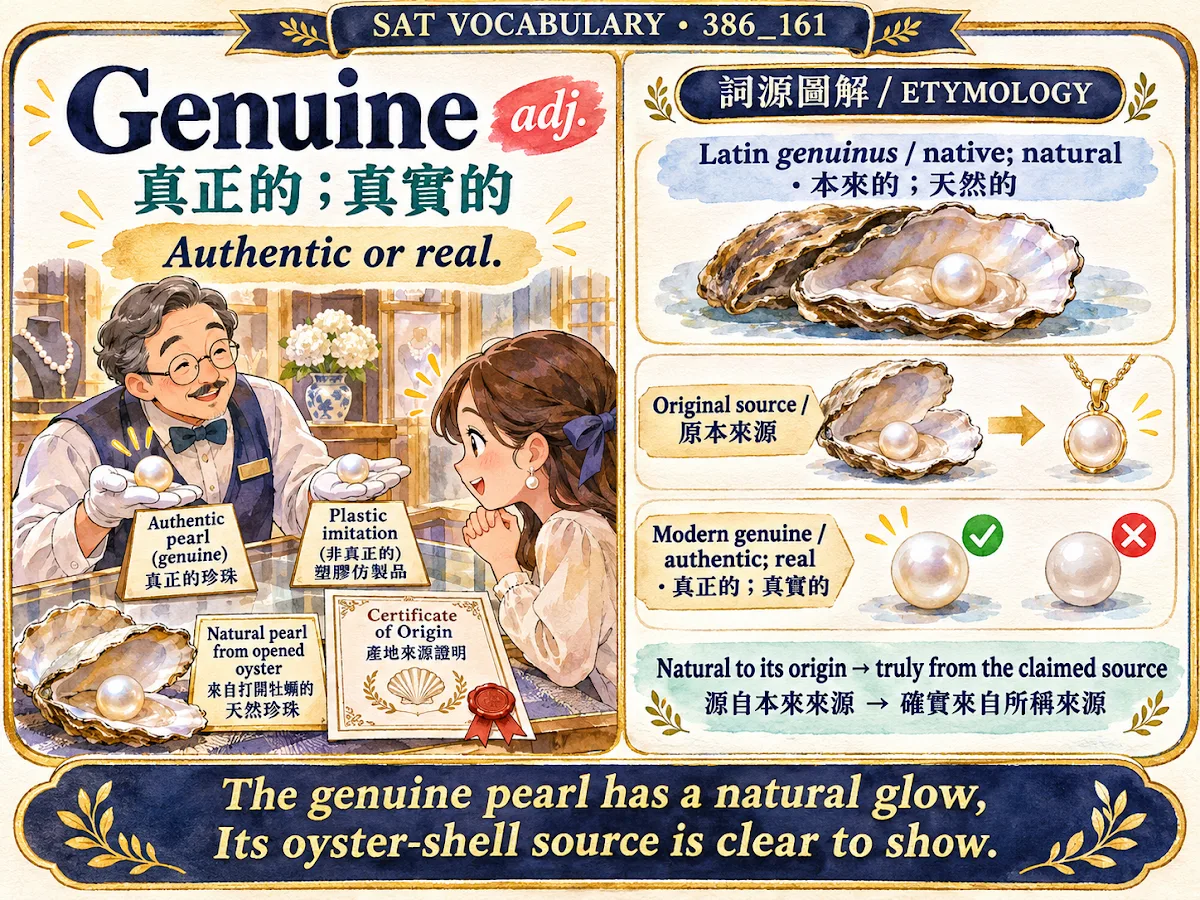 SAT VOCABULARY • 386_161
Genuine
adj.
真正的；真實的
Authentic or real.
Authentic
pearl
(genuine)
真正的珍珠
Plastic
imitation
(非真正的)
塑膠仿製品
Natural pearl
from opened
oyster
來自打開牡蠣的
天然珍珠
Certificate
of Origin
產地來源證明
詞源圖解 / ETYMOLOGY
Latin genuinus / native; natural
・本來的；天然的
Original source /
原本來源
Modern genuine /
authentic; real
・真正的；真實的
Natural to its origin → truly from the claimed source
源自本來來源 → 確實來自所稱來源
The genuine pearl has a natural glow,
Its oyster-shell source is clear to show.